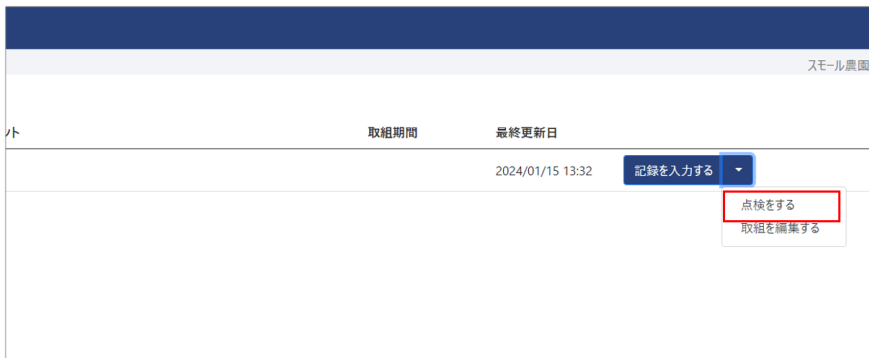 スモール農園
ント 取組期間 最終更新日
2024/01/15 13:32 記録を入力する
点検をする
取組を編集する